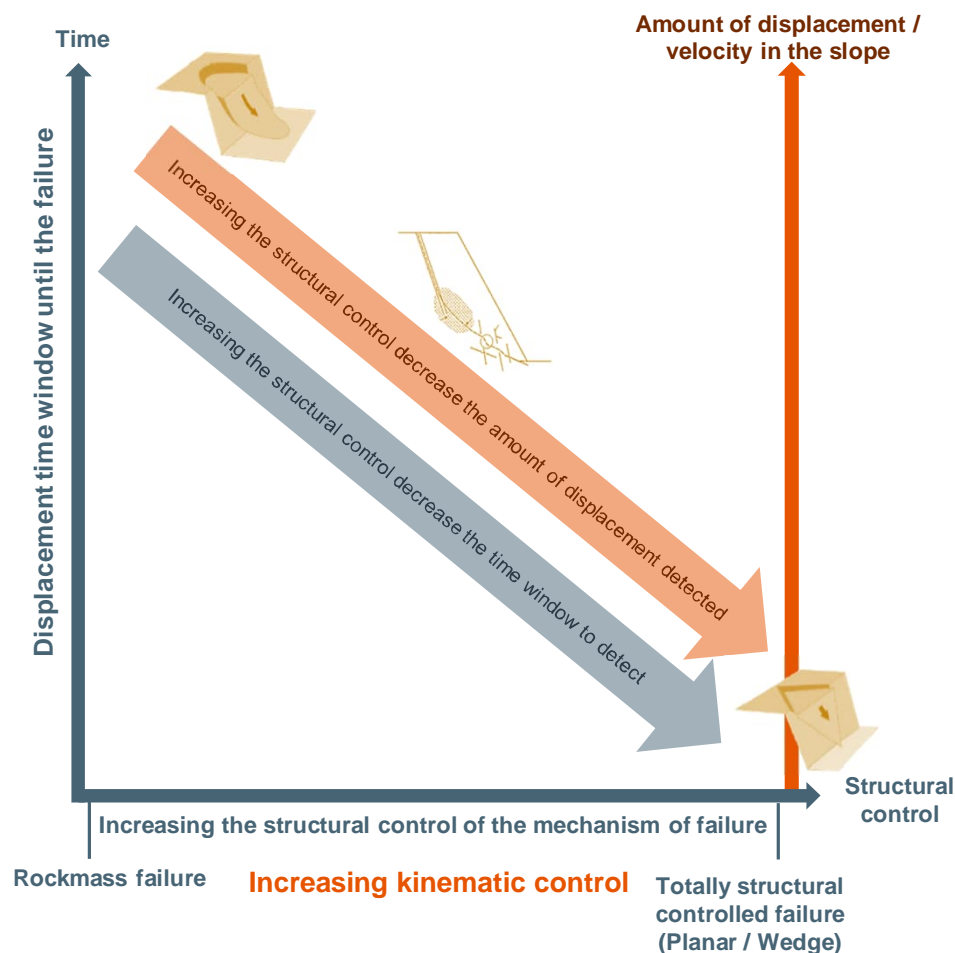 Time
Amount of displacement /
velocity in the slope
Displacement time window until the failure
Increasing the structural control decrease the amount of displacement detected
Increasing the structural control decrease the time window to detect
Structural
control
Increasing the structural control of the mechanism of failure
Rockmass failure
Increasing kinematic control
Totally structural
controlled failure
(Planar / Wedge)